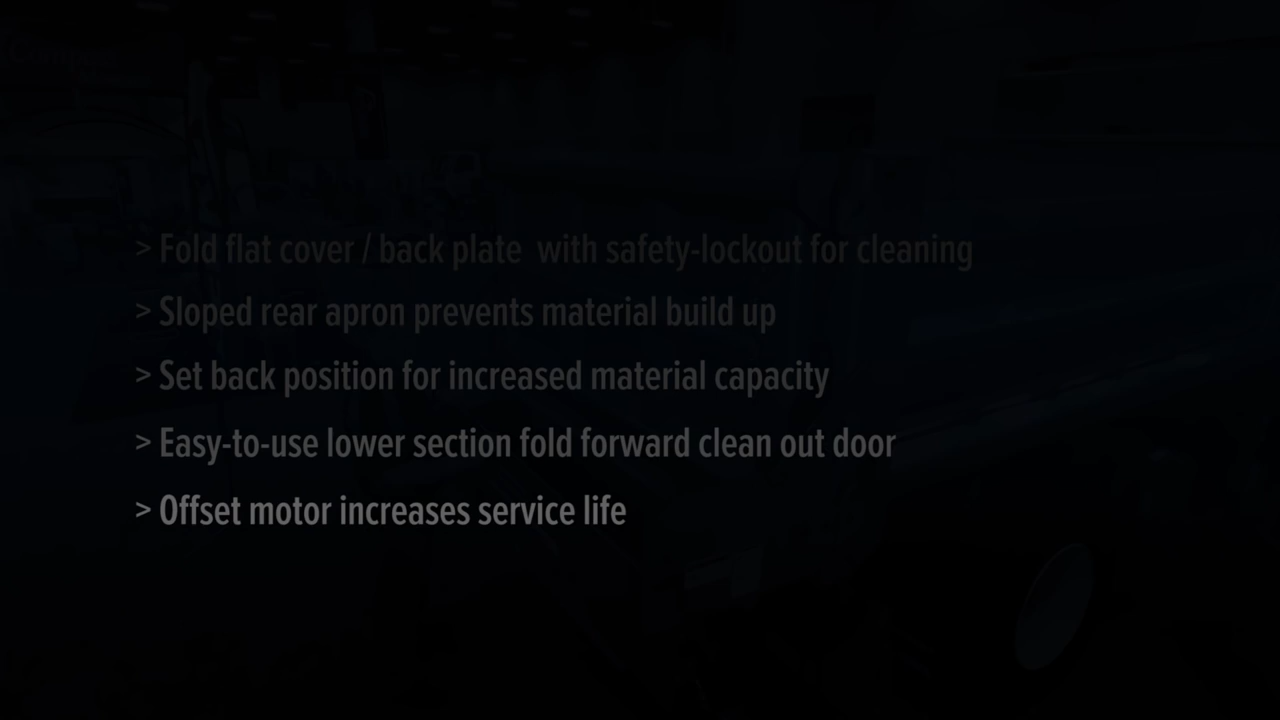 > Fold flat cover / back plate  with safety-lockout for cleaning
> Sloped rear apron prevents material build up
> Set back position for increased material capacity
> Easy-to-use lower section fold forward clean out door
> Offset motor increases service life